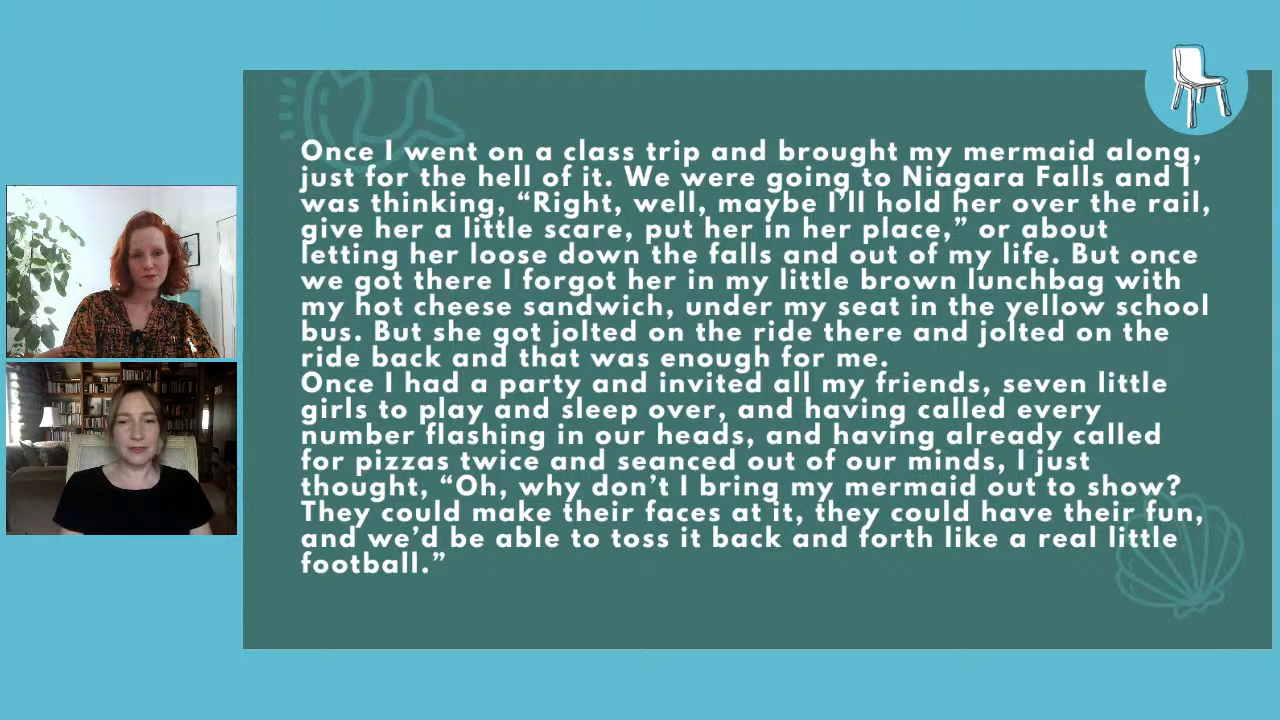 Once I went on a class trip and brought my mermaid along,
just for the hell of it. We were going to Niagara Falls and I
was thinking, “Right, well, maybe I’ll hold her over the rail,
give her a little scare, put her in her place,” or about
letting her loose down the falls and out of my life. But once
we got there I forgot her in my little brown lunchbag with
my hot cheese sandwich, under my seat in the yellow school
bus. But she got jolted on the ride there and jolted on the
ride back and that was enough for me.
Once I had a party and invited all my friends, seven little
girls to play and sleep over, and having called every
number flashing in our heads, and having already called
for pizzas twice and seanced out of our minds, I just
thought, “Oh, why don’t I bring my mermaid out to show?
They could make their faces at it, they could have their fun,
and we’d be able to toss it back and forth like a real little
football.”